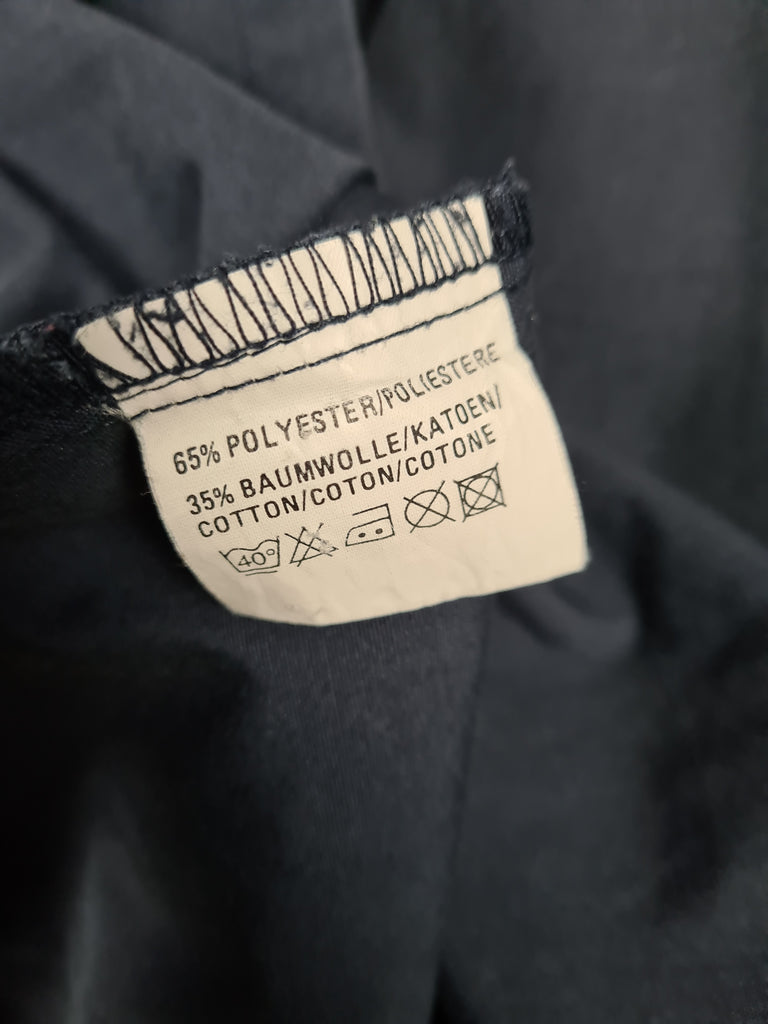 65% POLYESTER/POLIESTERE
35% BAUMWOLLE/KATOEN/
COTTON/COTON/COTONE
40°